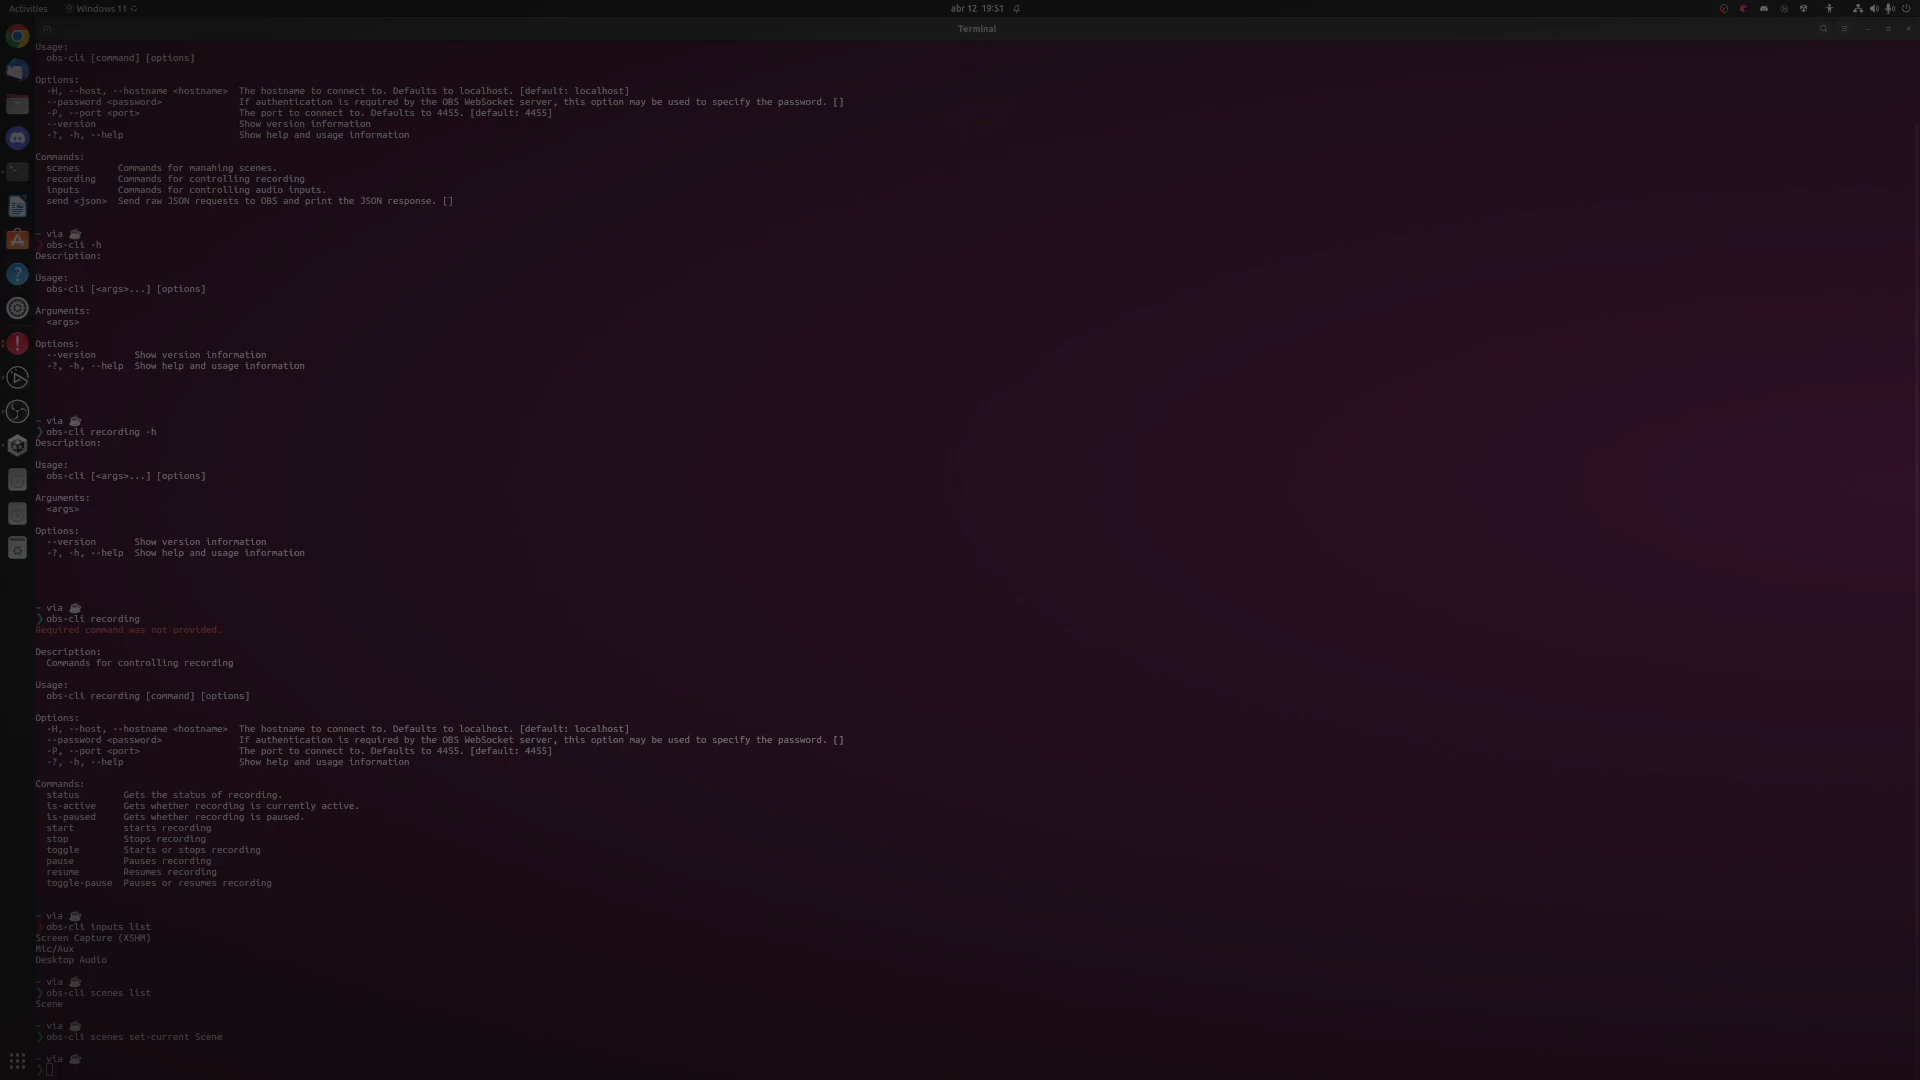 Activities
Windows 11
abr 12 19:51
Terminal
Usage:
obs-cli [command] [options]
Options:
-H, --host, --hostname <hostname> The hostname to connect to. Defaults to localhost. [default: localhost]
--password <password> If authentication is required by the OBS WebSocket server, this option may be used to specify the password. []
-P, --port <port> The port to connect to. Defaults to 4455. [default: 4455]
--version Show version information
-?, -h, --help Show help and usage information
Commands:
scenes Commands for manahing scenes.
recording Commands for controlling recording
inputs Commands for controlling audio inputs.
send <json> Send raw JSON requests to OBS and print the JSON response. []
~ via ☕
❯ obs-cli -h
Description:
Usage:
obs-cli [<args>...] [options]
Arguments:
<args>
Options:
--version Show version information
-?, -h, --help Show help and usage information
~ via ☕
❯ obs-cli recording -h
Description:
Usage:
obs-cli [<args>...] [options]
Arguments:
<args>
Options:
--version Show version information
-?, -h, --help Show help and usage information
~ via ☕
❯ obs-cli recording
Required command was not provided.
Description:
Commands for controlling recording
Usage:
obs-cli recording [command] [options]
Options:
-H, --host, --hostname <hostname> The hostname to connect to. Defaults to localhost. [default: localhost]
--password <password> If authentication is required by the OBS WebSocket server, this option may be used to specify the password. []
-P, --port <port> The port to connect to. Defaults to 4455. [default: 4455]
-?, -h, --help Show help and usage information
Commands:
status Gets the status of recording.
is-active Gets whether recording is currently active.
is-paused Gets whether recording is paused.
start starts recording
stop Stops recording
toggle Starts or stops recording
pause Pauses recording
resume Resumes recording
toggle-pause Pauses or resumes recording
~ via ☕
❯ obs-cli inputs list
Screen Capture (XSHM)
Mic/Aux
Desktop Audio
~ via ☕
❯ obs-cli scenes list
Scene
~ via ☕
❯ obs-cli scenes set-current Scene
~ via ☕
❯